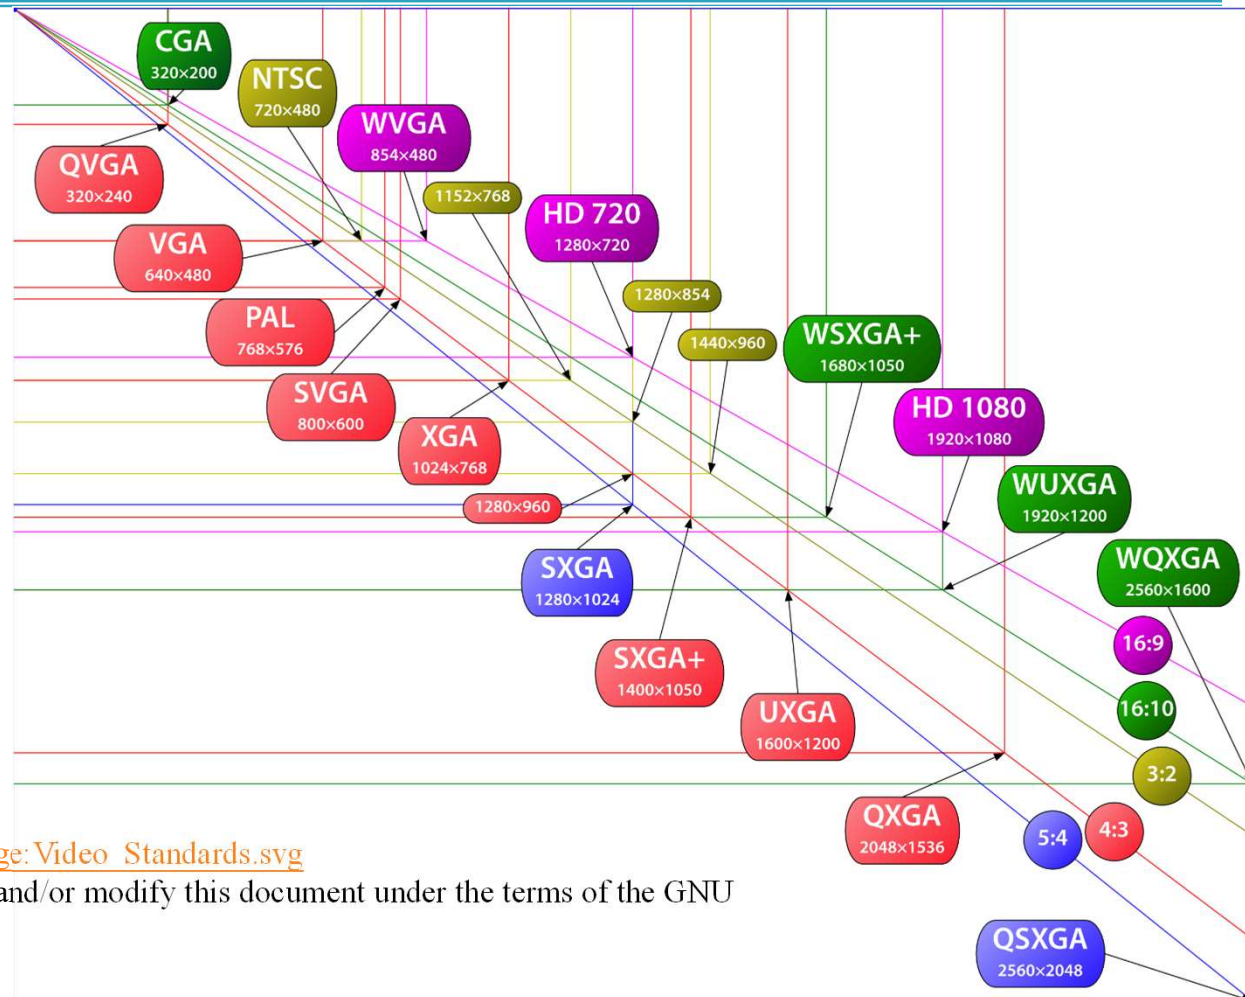 CGA
320×200
NTSC
720×480
WVGA
854×480
QVGA
320×240
1152×768
HD 720
1280×720
VGA
640×480
1280×854
PAL
768×576
1440×960
WSXGA+
1680×1050
SVGA
800×600
HD 1080
1920×1080
XGA
1024×768
WUXGA
1920×1200
1280×960
SXGA
1280×1024
WQXGA
2560×1600
16:9
SXGA+
1400×1050
16:10
UXGA
1600×1200
3:2
QXGA
2048×1536
5:4
4:3
ge:Video_Standards.svg
and/or modify this document under the terms of the GNU
QSXGA
2560×2048